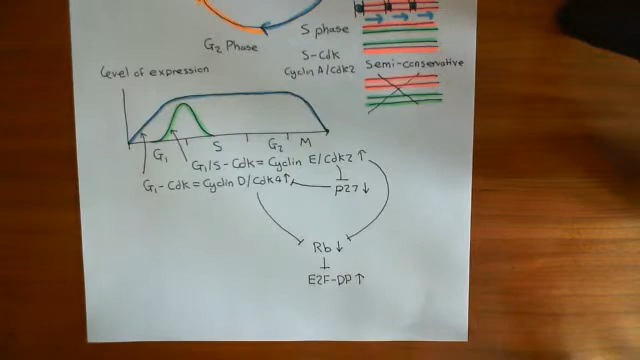 S phase
G₂ Phase
S-Cdk
Cyclin A/Cdk2
Semi-conservative
Level of expression
G₁
S
G₂
M
G₁/S-Cdk = Cyclin E/Cdk2 ↑
G₁-Cdk = Cyclin D/Cdk4 ↑
p27 ↓
Rb ↓
E2F-DP ↑